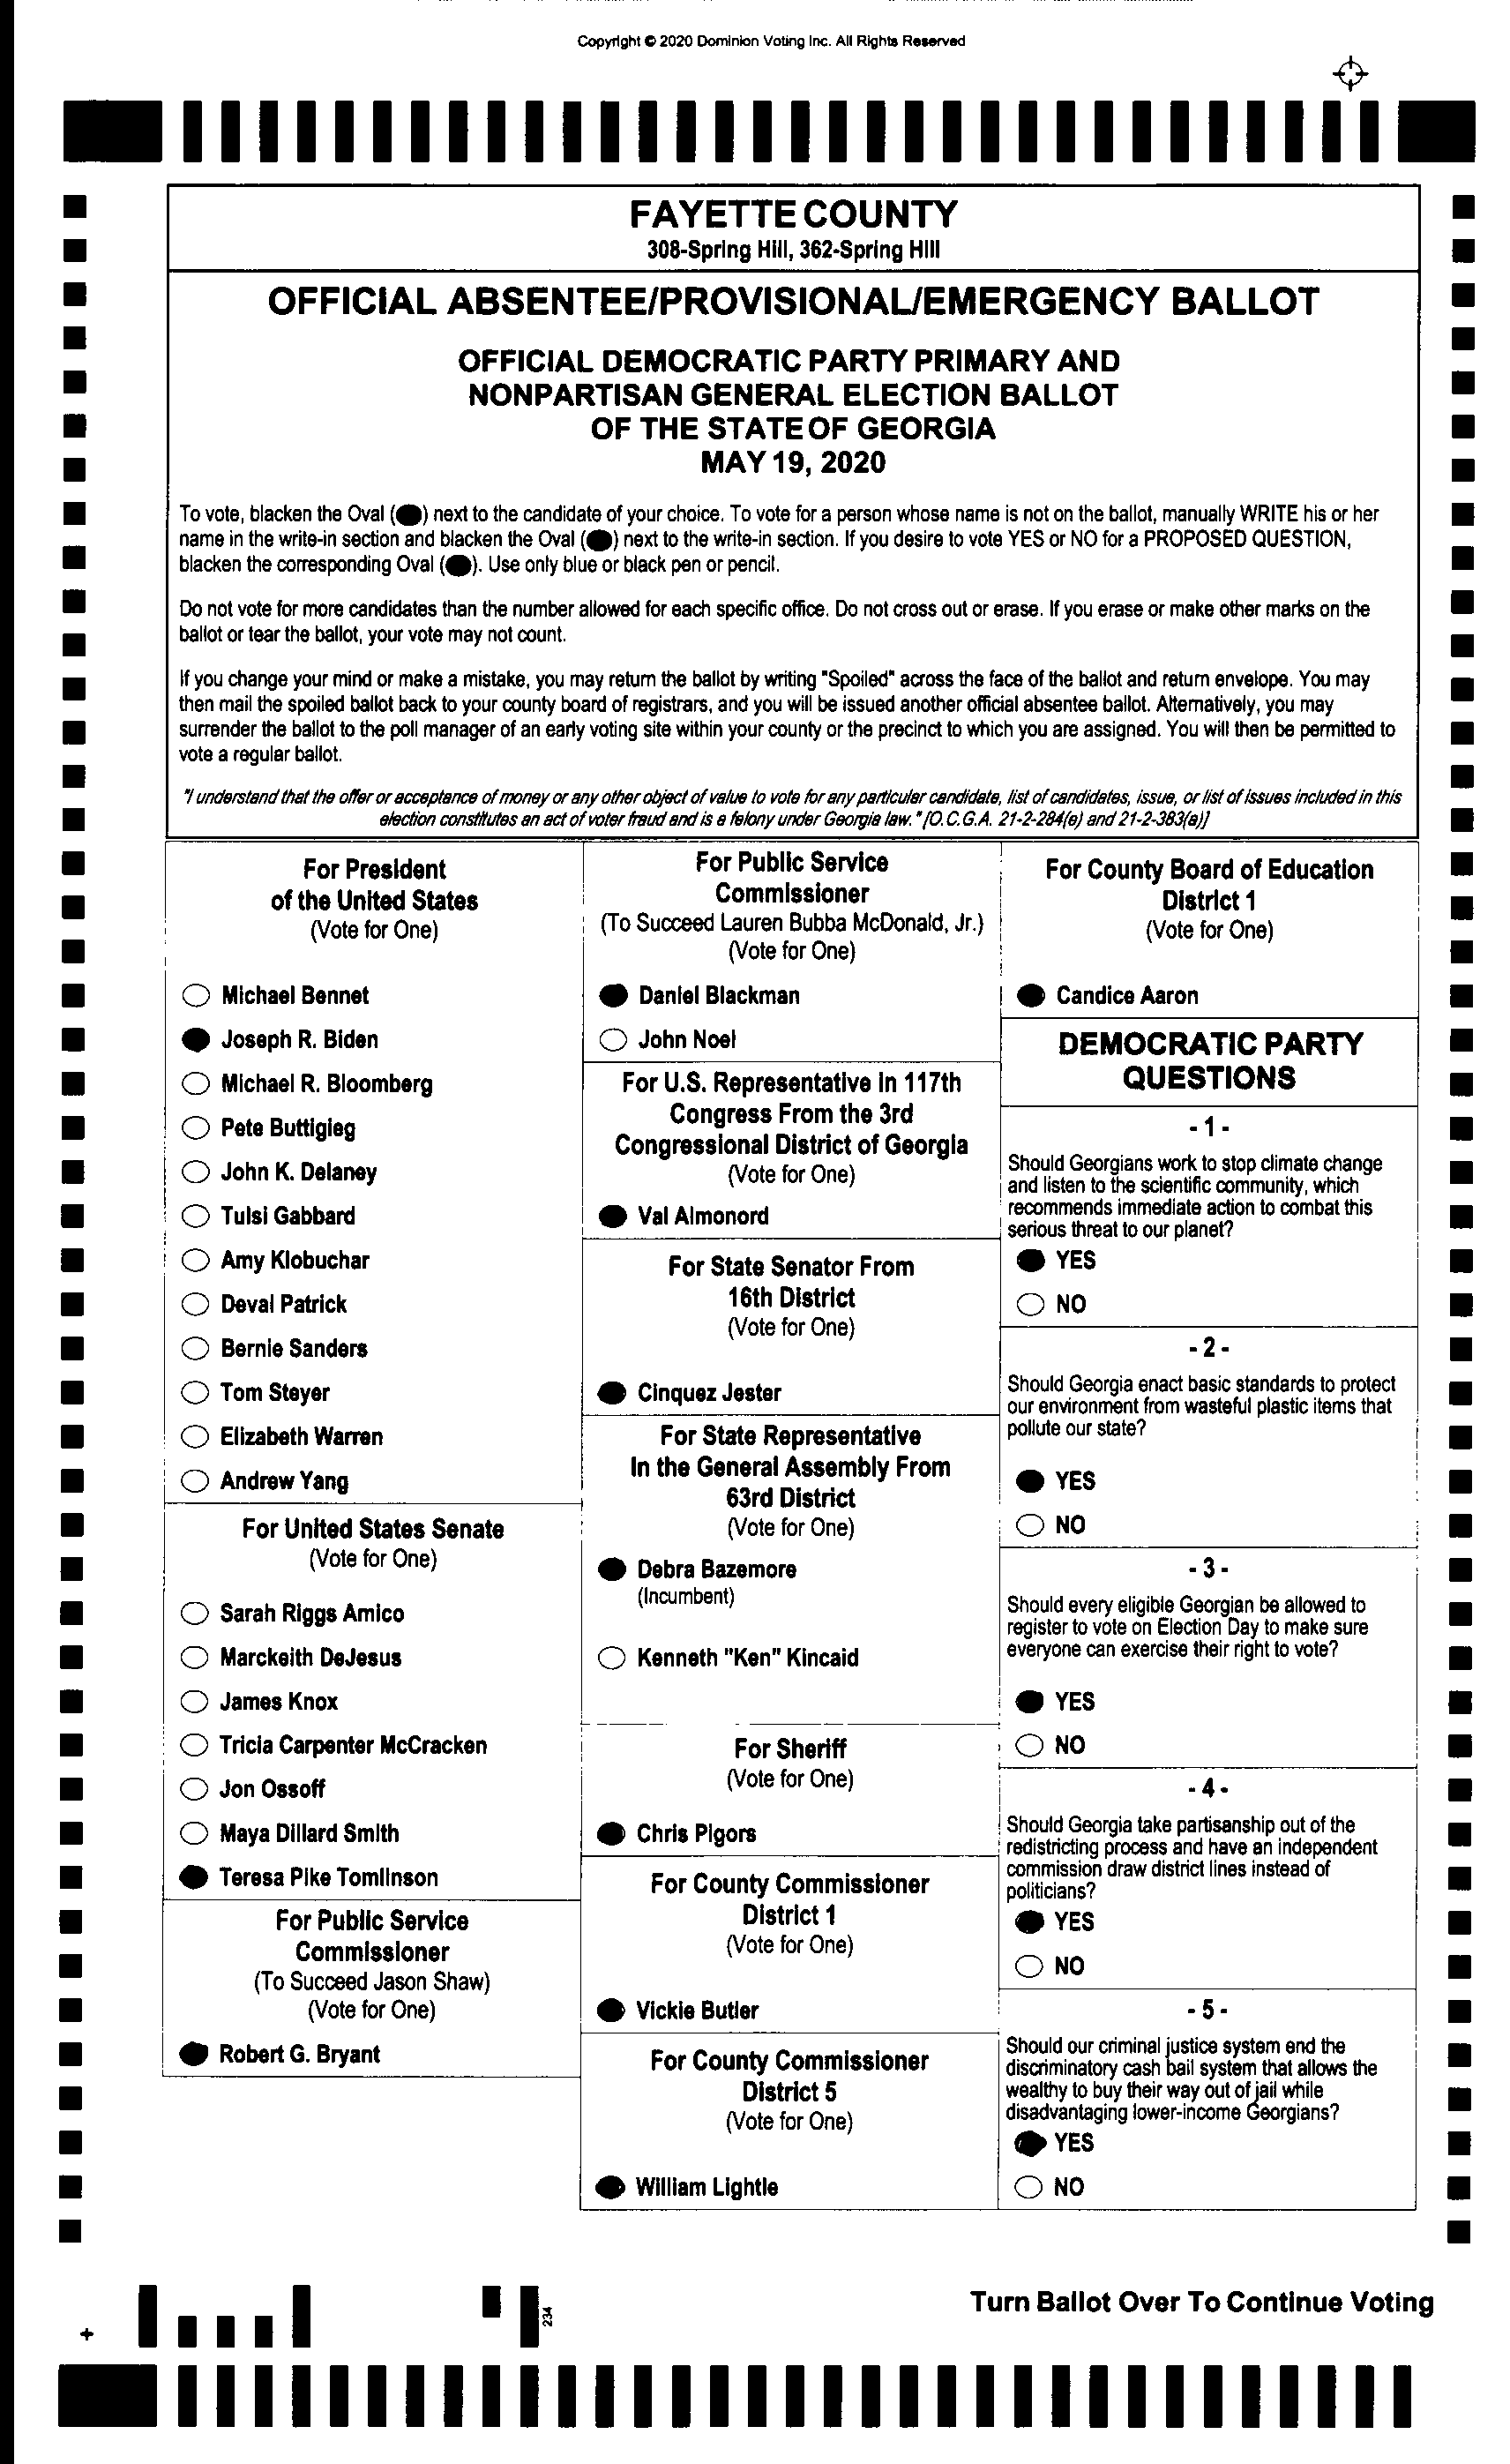 Copyright © 2020 Dominion Voting Inc. All Rights Reserved
FAYETTE COUNTY
308-Spring Hill, 362-Spring Hill
OFFICIAL ABSENTEE/PROVISIONAL/EMERGENCY BALLOT
OFFICIAL DEMOCRATIC PARTY PRIMARY AND
NONPARTISAN GENERAL ELECTION BALLOT
OF THE STATE OF GEORGIA
MAY 19, 2020
To vote, blacken the Oval (●) next to the candidate of your choice. To vote for a person whose name is not on the ballot, manually WRITE his or her
name in the write-in section and blacken the Oval (●) next to the write-in section. If you desire to vote YES or NO for a PROPOSED QUESTION,
blacken the corresponding Oval (●). Use only blue or black pen or pencil.
Do not vote for more candidates than the number allowed for each specific office. Do not cross out or erase. If you erase or make other marks on the
ballot or tear the ballot, your vote may not count.
If you change your mind or make a mistake, you may return the ballot by writing "Spoiled" across the face of the ballot and return envelope. You may
then mail the spoiled ballot back to your county board of registrars, and you will be issued another official absentee ballot. Alternatively, you may
surrender the ballot to the poll manager of an early voting site within your county or the precinct to which you are assigned. You will then be permitted to
vote a regular ballot.
"I understand that the offer or acceptance of money or any other object of value to vote for any particular candidate, list of candidates, issue, or list of issues included in this
election constitutes an act of voter fraud and is a felony under Georgia law." [O.C.G.A. 21-2-284(e) and 21-2-383(a)]
For President
of the United States
(Vote for One)
Michael Bennet
Joseph R. Biden
Michael R. Bloomberg
Pete Buttigieg
John K. Delaney
Tulsi Gabbard
Amy Klobuchar
Deval Patrick
Bernie Sanders
Tom Steyer
Elizabeth Warren
Andrew Yang
For United States Senate
(Vote for One)
Sarah Riggs Amico
Marckeith DeJesus
James Knox
Tricia Carpenter McCracken
Jon Ossoff
Maya Dillard Smith
Teresa Pike Tomlinson
For Public Service
Commissioner
(To Succeed Jason Shaw)
(Vote for One)
Robert G. Bryant
For Public Service
Commissioner
(To Succeed Lauren Bubba McDonald, Jr.)
(Vote for One)
Daniel Blackman
John Noel
For U.S. Representative in 117th
Congress From the 3rd
Congressional District of Georgia
(Vote for One)
Val Almonord
For State Senator From
16th District
(Vote for One)
Cinquez Jester
For State Representative
In the General Assembly From
63rd District
(Vote for One)
Debra Bazemore
(Incumbent)
Kenneth "Ken" Kincaid
For Sheriff
(Vote for One)
Chris Pigors
For County Commissioner
District 1
(Vote for One)
Vickie Butler
For County Commissioner
District 5
(Vote for One)
William Lightle
For County Board of Education
District 1
(Vote for One)
Candice Aaron
DEMOCRATIC PARTY
QUESTIONS
- 1 -
Should Georgians work to stop climate change
and listen to the scientific community, which
recommends immediate action to combat this
serious threat to our planet?
YES
NO
- 2 -
Should Georgia enact basic standards to protect
our environment from wasteful plastic items that
pollute our state?
YES
NO
- 3 -
Should every eligible Georgian be allowed to
register to vote on Election Day to make sure
everyone can exercise their right to vote?
YES
NO
- 4 -
Should Georgia take partisanship out of the
redistricting process and have an independent
commission draw district lines instead of
politicians?
YES
NO
- 5 -
Should our criminal justice system end the
discriminatory cash bail system that allows the
wealthy to buy their way out of jail while
disadvantaging lower-income Georgians?
YES
NO
Turn Ballot Over To Continue Voting
234